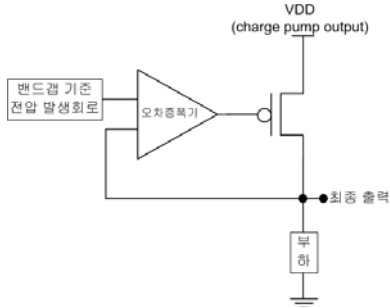 VDD
(charge pump output)
밴드갭 기준
전압 발생회로
오차증폭기
최종 출력
부
하